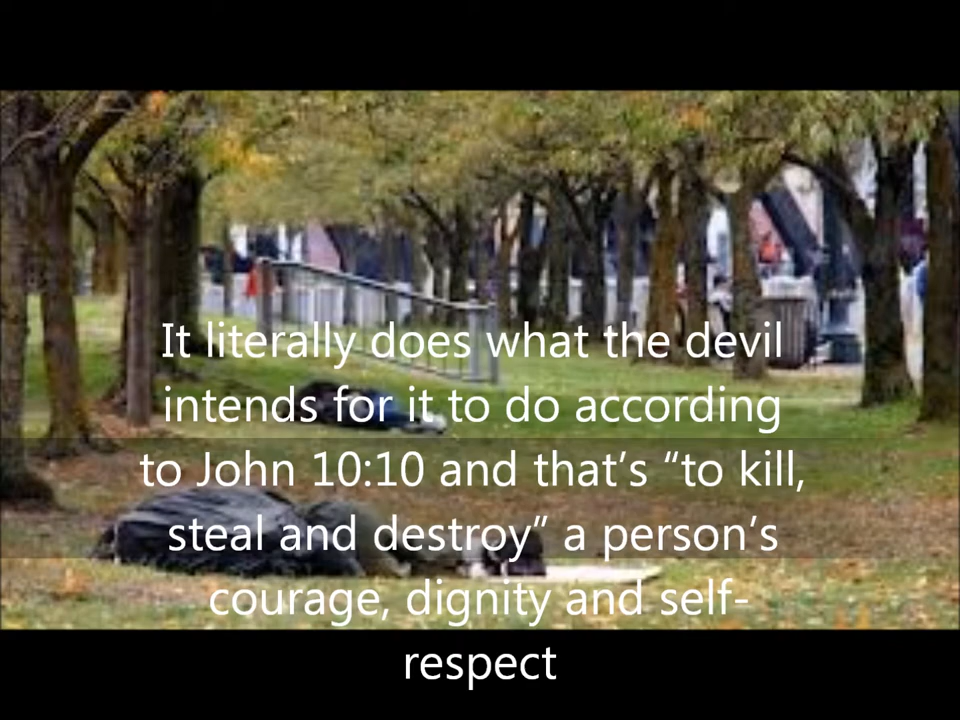 It literally does what the devil
intends for it to do according
to John 10:10 and that’s “to kill,
steal and destroy” a person’s
courage, dignity and self-
respect